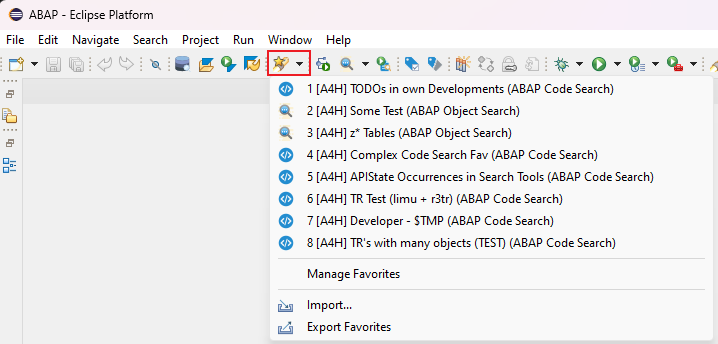 ABAP - Eclipse Platform
File Edit Navigate Search Project Run Window Help
1 [A4H] TODOs in own Developments (ABAP Code Search)
2 [A4H] Some Test (ABAP Object Search)
3 [A4H] z* Tables (ABAP Object Search)
4 [A4H] Complex Code Search Fav (ABAP Code Search)
5 [A4H] APIState Occurrences in Search Tools (ABAP Code Search)
6 [A4H] TR Test (limu + r3tr) (ABAP Code Search)
7 [A4H] Developer - $TMP (ABAP Code Search)
8 [A4H] TR's with many objects (TEST) (ABAP Code Search)
Manage Favorites
Import...
Export Favorites